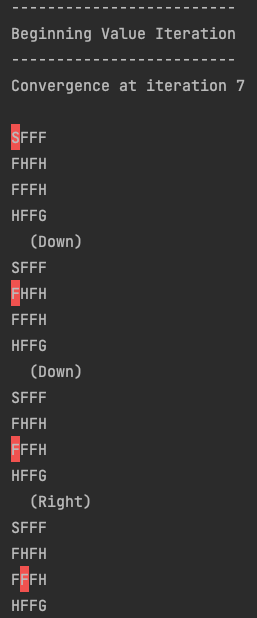 -------------------------
Beginning Value Iteration
-------------------------
Convergence at iteration 7

SFFF
FHFH
FFFH
HFFG
  (Down)
SFFF
FHFH
FFFH
HFFG
  (Down)
SFFF
FHFH
FFFH
HFFG
  (Right)
SFFF
FHFH
FFFH
HFFG